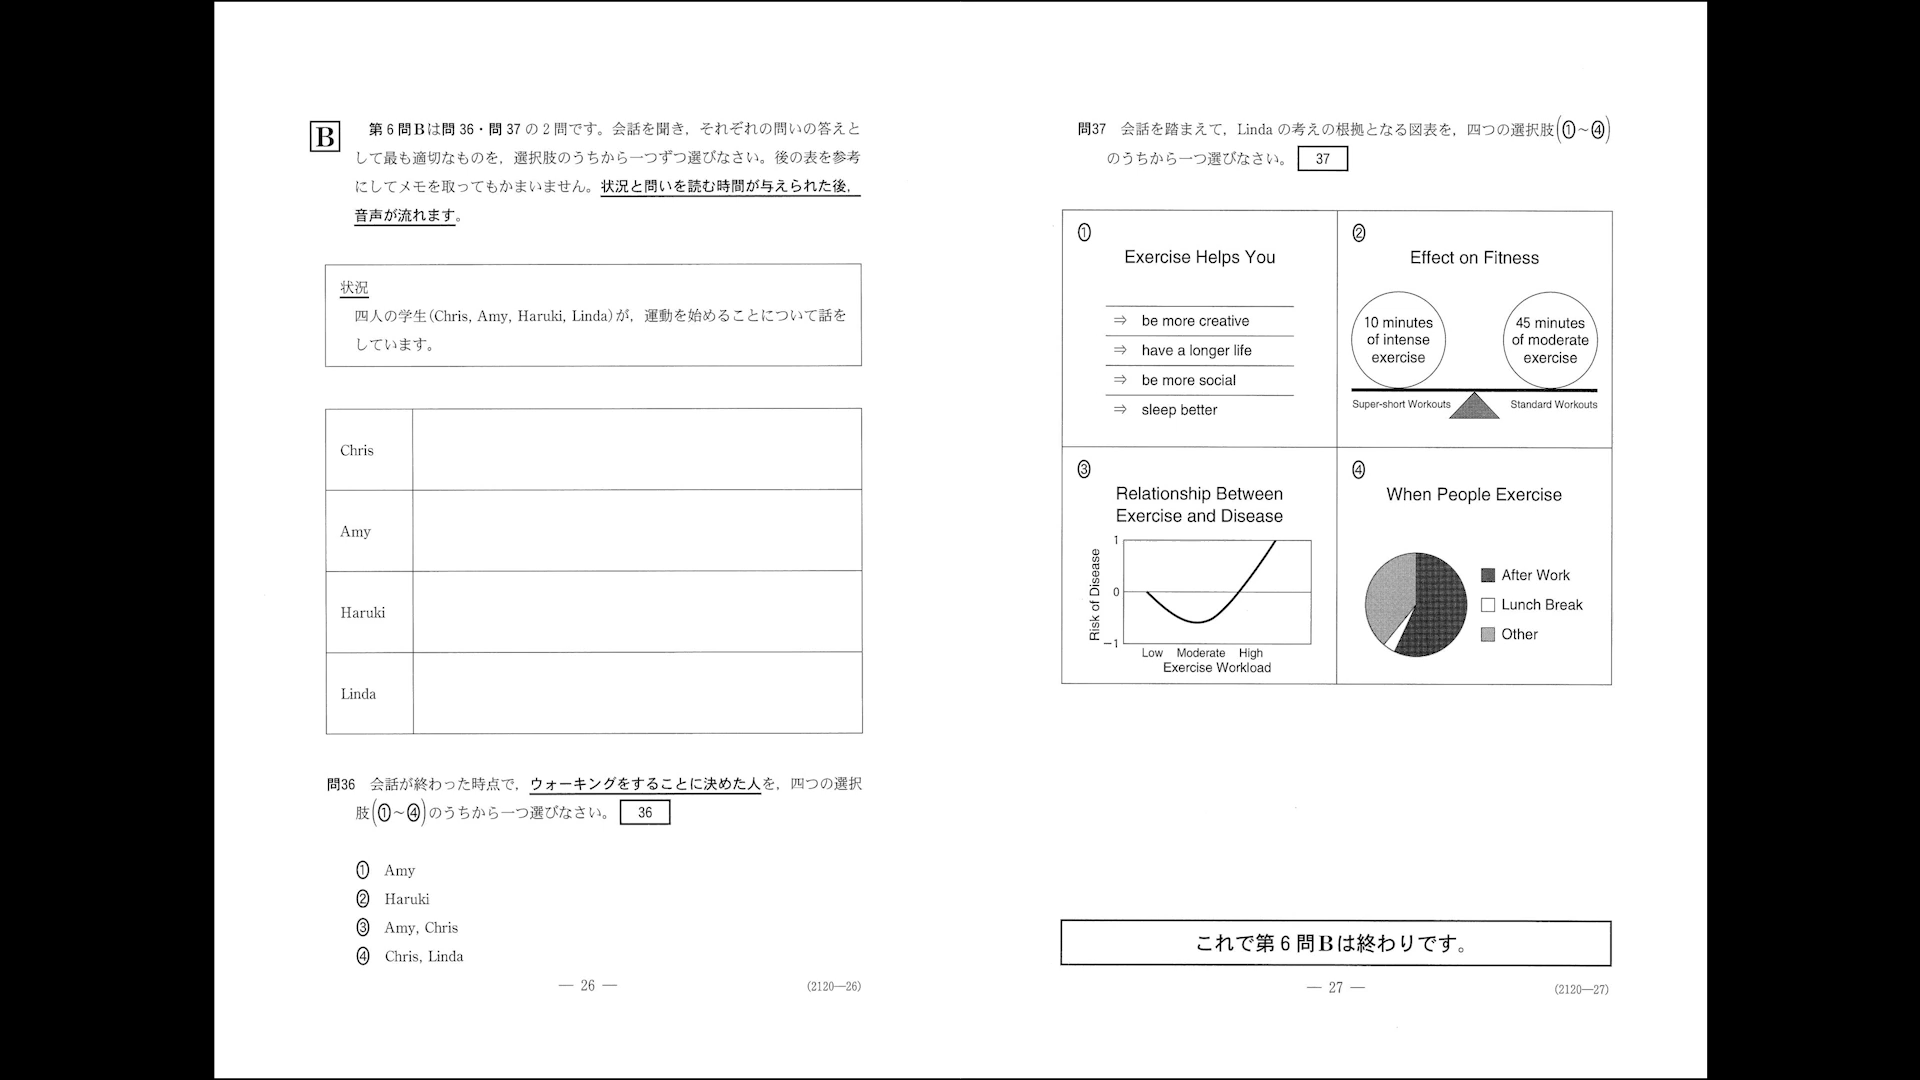 B 第6問Bは問36・問37の2問です。会話を聞き，それぞれの問いの答えと
して最も適切なものを，選択肢のうちから一つずつ選びなさい。後の表を参考
にしてメモを取ってもかまいません。状況と問いを読む時間が与えられた後，
音声が流れます。
状況
四人の学生(Chris, Amy, Haruki, Linda)が，運動を始めることについて話を
しています。
Chris
Amy
Haruki
Linda
問36 会話が終わった時点で，ウォーキングをすることに決めた人を，四つの選択
肢(①～④)のうちから一つ選びなさい。 36
① Amy
② Haruki
③ Amy, Chris
④ Chris, Linda
— 26 —
(2120—26)
問37 会話を踏まえて，Lindaの考えの根拠となる図表を，四つの選択肢(①～④)
のうちから一つ選びなさい。 37
①
Exercise Helps You
⇒ be more creative
⇒ have a longer life
⇒ be more social
⇒ sleep better
②
Effect on Fitness
10 minutes
of intense
exercise
45 minutes
of moderate
exercise
Super-short Workouts
Standard Workouts
③
Relationship Between
Exercise and Disease
Risk of Disease
1
0
−1
Low Moderate High
Exercise Workload
④
When People Exercise
After Work
Lunch Break
Other
これで第6問Bは終わりです。
— 27 —
(2120—27)